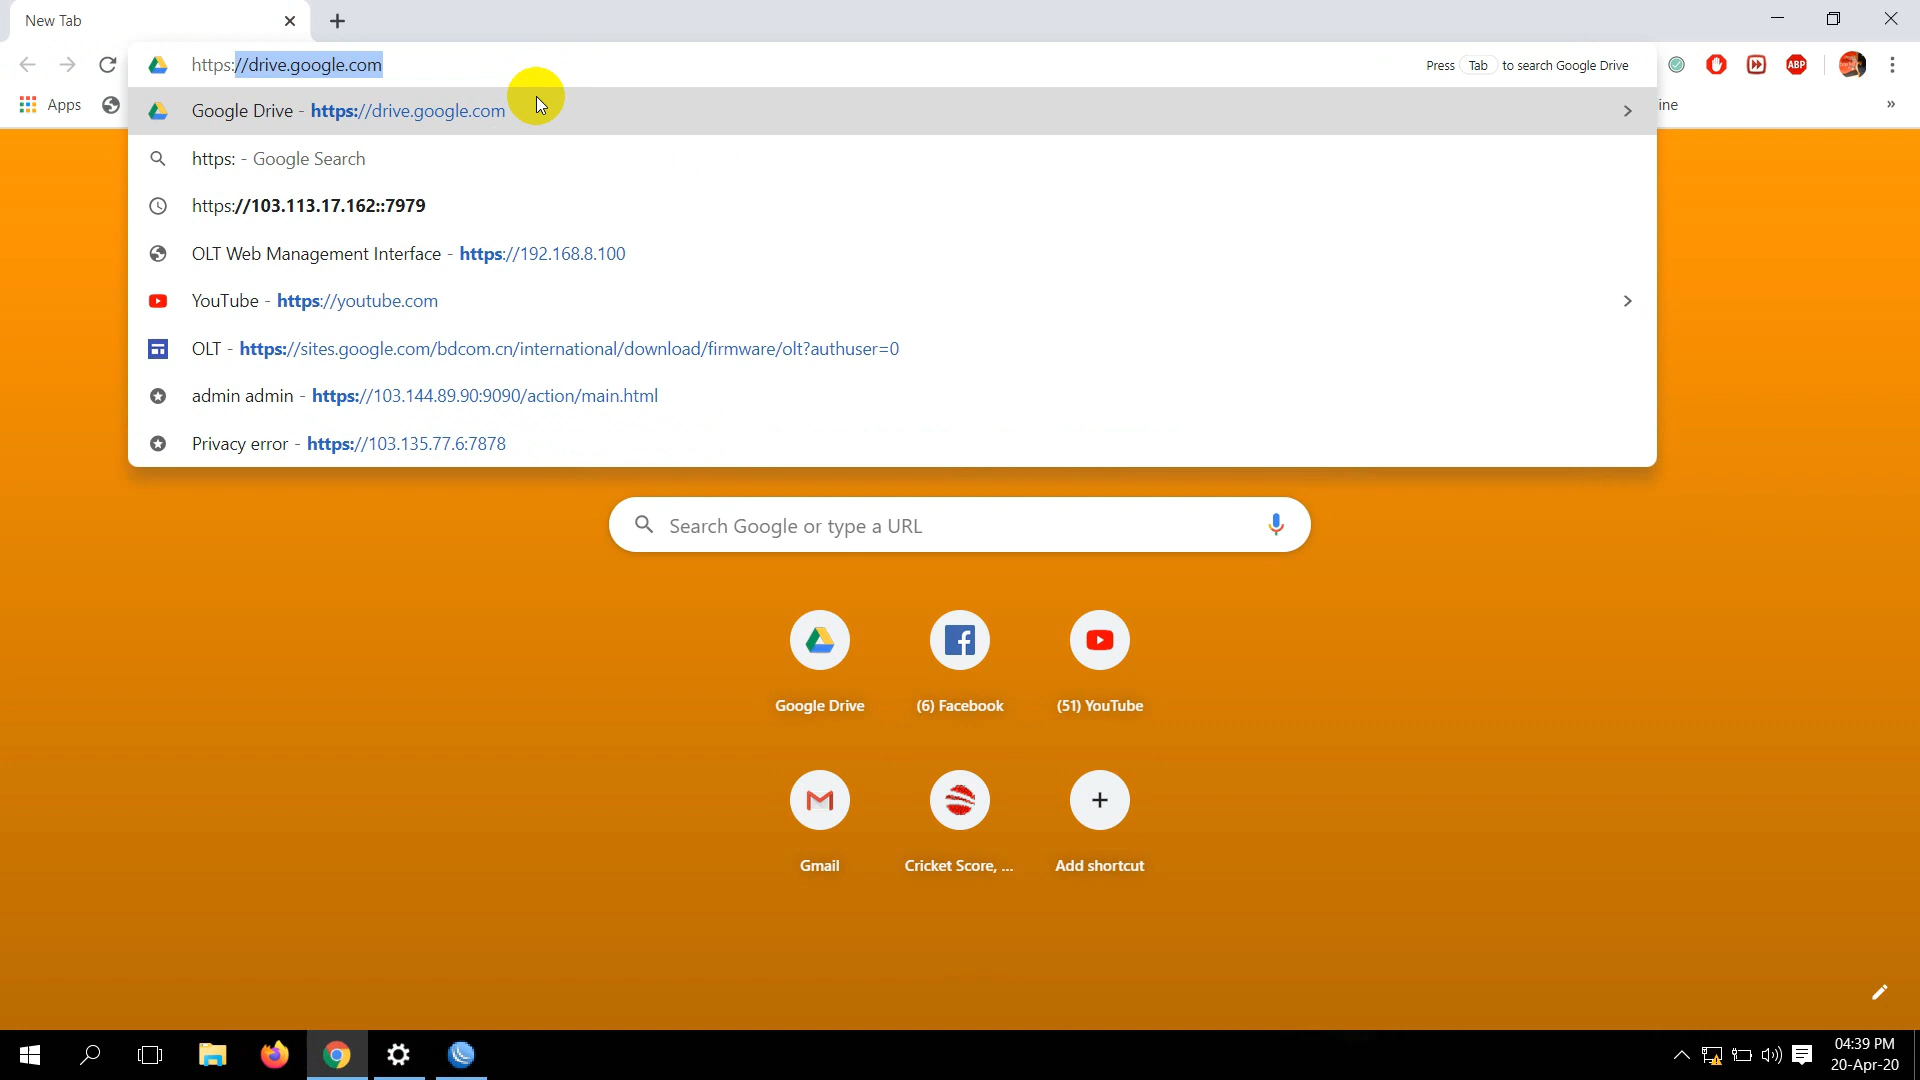 New Tab
https://drive.google.com
Press Tab to search Google Drive
Apps
ine
Google Drive - https://drive.google.com
https: - Google Search
https://103.113.17.162::7979
OLT Web Management Interface - https://192.168.8.100
YouTube - https://youtube.com
OLT - https://sites.google.com/bdcom.cn/international/download/firmware/olt?authuser=0
admin admin - https://103.144.89.90:9090/action/main.html
Privacy error - https://103.135.77.6:7878
Search Google or type a URL
Google Drive
(6) Facebook
(51) YouTube
Gmail
Cricket Score, ...
Add shortcut
ABP
04:39 PM
20-Apr-20